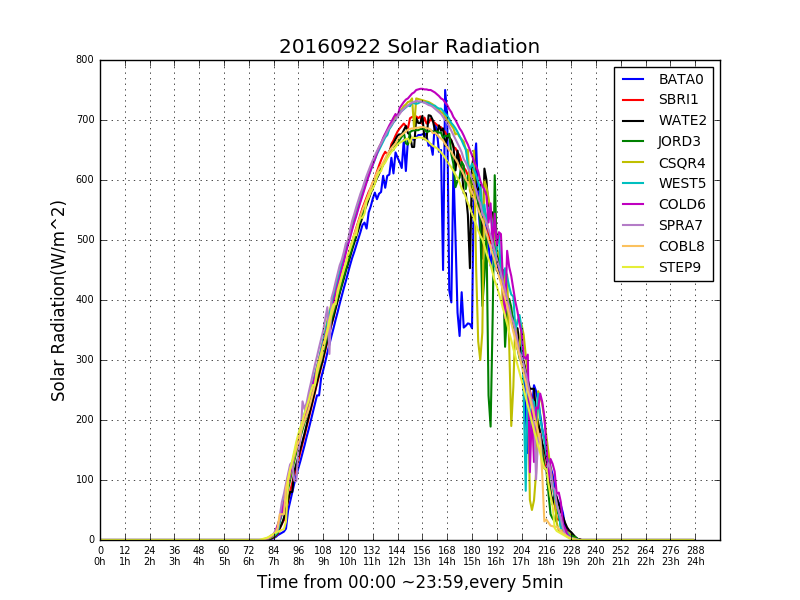 20160922 Solar Radiation
800
700
600
500
400
300
200
100
0
Solar Radiation(W/m^2)
BATA0
SBRI1
WATE2
JORD3
CSQR4
WEST5
COLD6
SPRA7
COBL8
STEP9
0 12 24 36 48 60 72 84 96 108 120 132 144 156 168 180 192 204 216 228 240 252 264 276 288
0h 1h 2h 3h 4h 5h 6h 7h 8h 9h 10h 11h 12h 13h 14h 15h 16h 17h 18h 19h 20h 21h 22h 23h 24h
Time from 00:00 ~23:59,every 5min